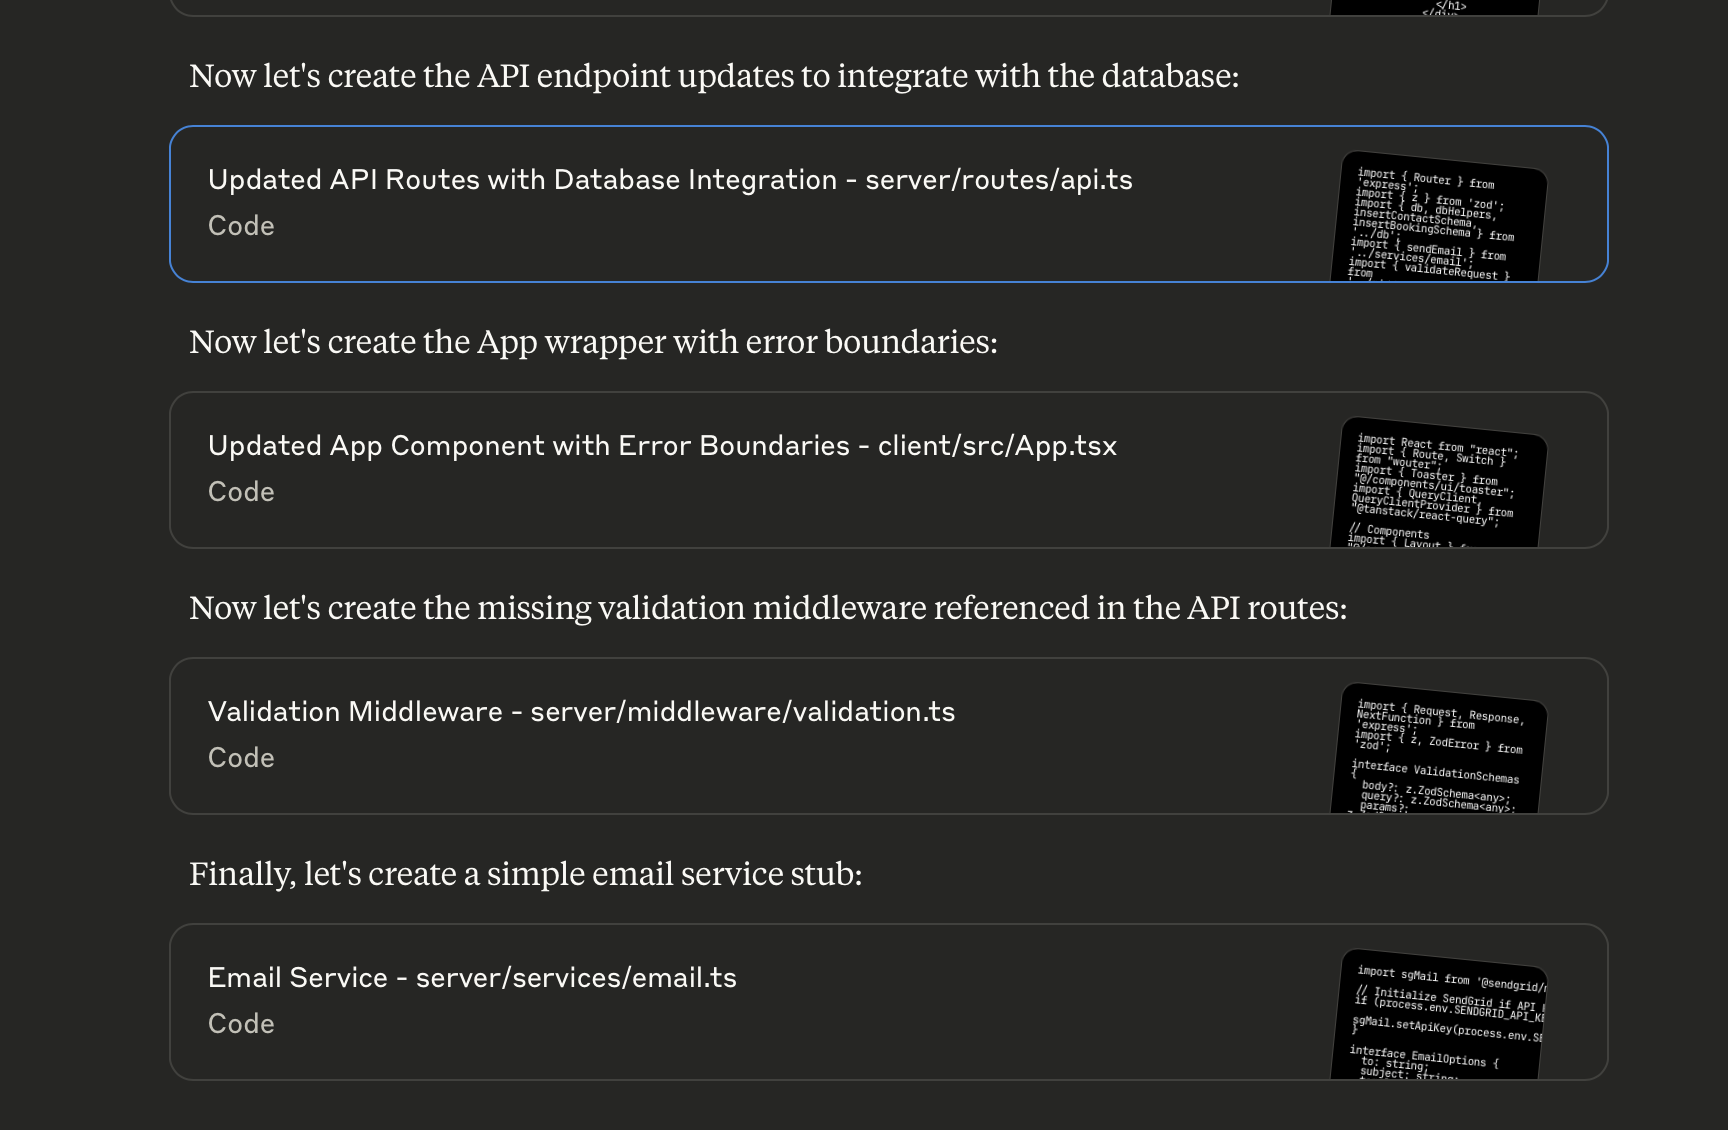 </h1>
</div>
Now let's create the API endpoint updates to integrate with the database:
Updated API Routes with Database Integration - server/routes/api.ts
Code
import { Router } from
'express';
import { z } from 'zod';
import { db, dbHelpers,
insertContactSchema,
insertBookingSchema } from
'../db';
import { sendEmail } from
'../services/email';
import { validateRequest }
from
Now let's create the App wrapper with error boundaries:
Updated App Component with Error Boundaries - client/src/App.tsx
Code
import React from "react";
import { Route, Switch }
from "wouter";
import { Toaster } from
"@/components/ui/toaster";
import { QueryClient,
QueryClientProvider } from
"@tanstack/react-query";
// Components
import { Layout }
Now let's create the missing validation middleware referenced in the API routes:
Validation Middleware - server/middleware/validation.ts
Code
import { Request, Response,
NextFunction } from
'express';
import { z, ZodError } from
'zod';
interface ValidationSchemas
{
body?: z.ZodSchema<any>;
query?: z.ZodSchema<any>;
params?:
Finally, let's create a simple email service stub:
Email Service - server/services/email.ts
Code
import sgMail from '@sendgrid/
// Initialize SendGrid if API
if (process.env.SENDGRID_API_KE
sgMail.setApiKey(process.env.SE
}
interface EmailOptions {
to: string;
subject: string;